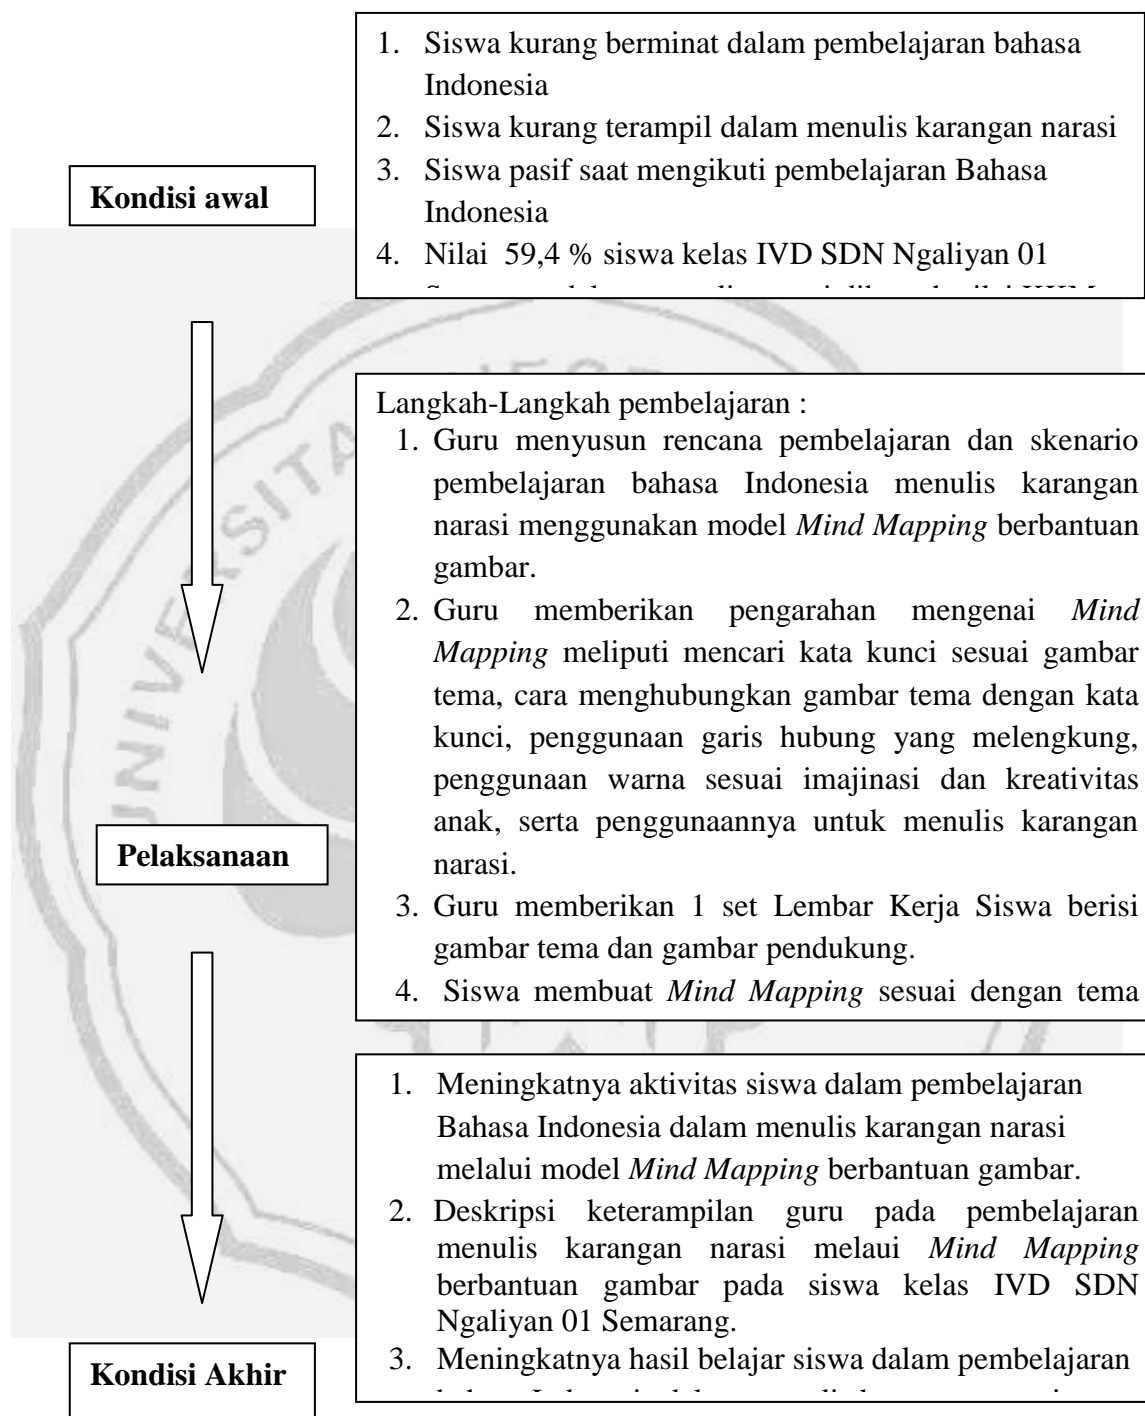 1. Siswa kurang berminat dalam pembelajaran bahasa
Indonesia
2. Siswa kurang terampil dalam menulis karangan narasi
3. Siswa pasif saat mengikuti pembelajaran Bahasa
Indonesia
4. Nilai 59,4 % siswa kelas IVD SDN Ngaliyan 01
Kondisi awal
Langkah-Langkah pembelajaran :
1. Guru menyusun rencana pembelajaran dan skenario
pembelajaran bahasa Indonesia menulis karangan
narasi menggunakan model Mind Mapping berbantuan
gambar.
2. Guru memberikan pengarahan mengenai Mind
Mapping meliputi mencari kata kunci sesuai gambar
tema, cara menghubungkan gambar tema dengan kata
kunci, penggunaan garis hubung yang melengkung,
penggunaan warna sesuai imajinasi dan kreativitas
anak, serta penggunaannya untuk menulis karangan
narasi.
3. Guru memberikan 1 set Lembar Kerja Siswa berisi
gambar tema dan gambar pendukung.
4. Siswa membuat Mind Mapping sesuai dengan tema
Pelaksanaan
1. Meningkatnya aktivitas siswa dalam pembelajaran
Bahasa Indonesia dalam menulis karangan narasi
melalui model Mind Mapping berbantuan gambar.
2. Deskripsi keterampilan guru pada pembelajaran
menulis karangan narasi melaui Mind Mapping
berbantuan gambar pada siswa kelas IVD SDN
Ngaliyan 01 Semarang.
3. Meningkatnya hasil belajar siswa dalam pembelajaran
Kondisi Akhir